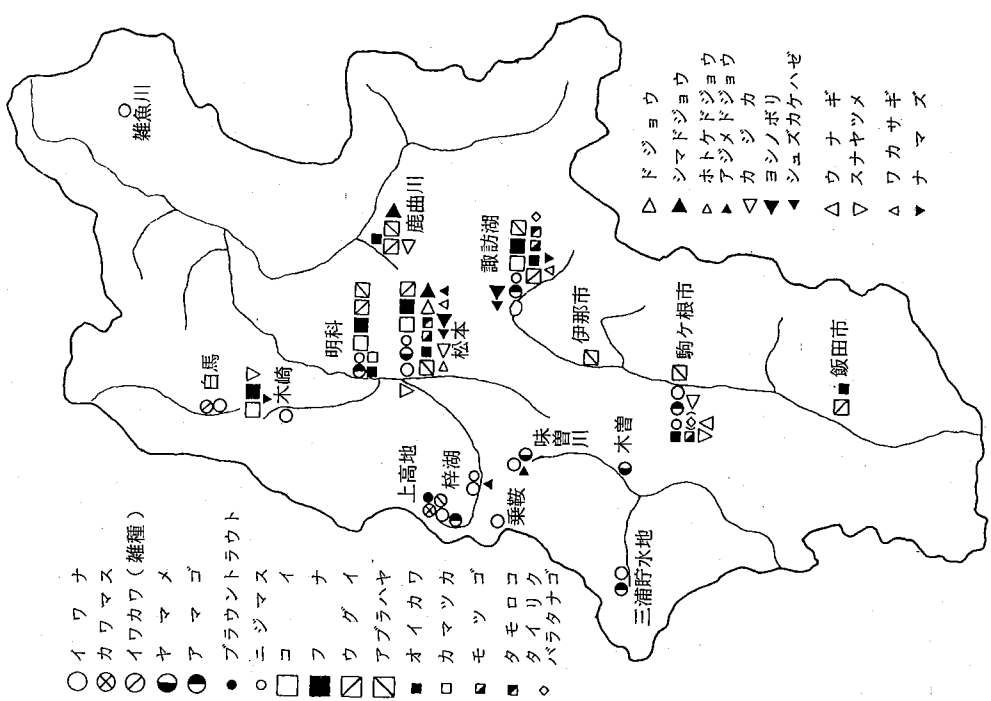 イワナ
カワマス
イワカワ(雑種)
ヤマメ
アマゴ
ブラウントラウト
ニジマス
コイ
フナ
ウグイ
アブラハヤ
オイカワ
カマツカ
モツゴ
タモロコ
タイリク
バラタナゴ
雑魚川
白馬
木崎
明科
鹿曲川
松本
諏訪湖
上高地
梓湖
乗鞍
味曽川
木曽
三浦貯水地
伊那市
駒ケ根市
飯田市
ドジョウ
シマドジョウ
ホトケドジョウ
アジメドジョウ
カジカ
ヨシノボリ
シュズカケハゼ
ウナギ
スナヤツメ
ワカサギ
ナマズ